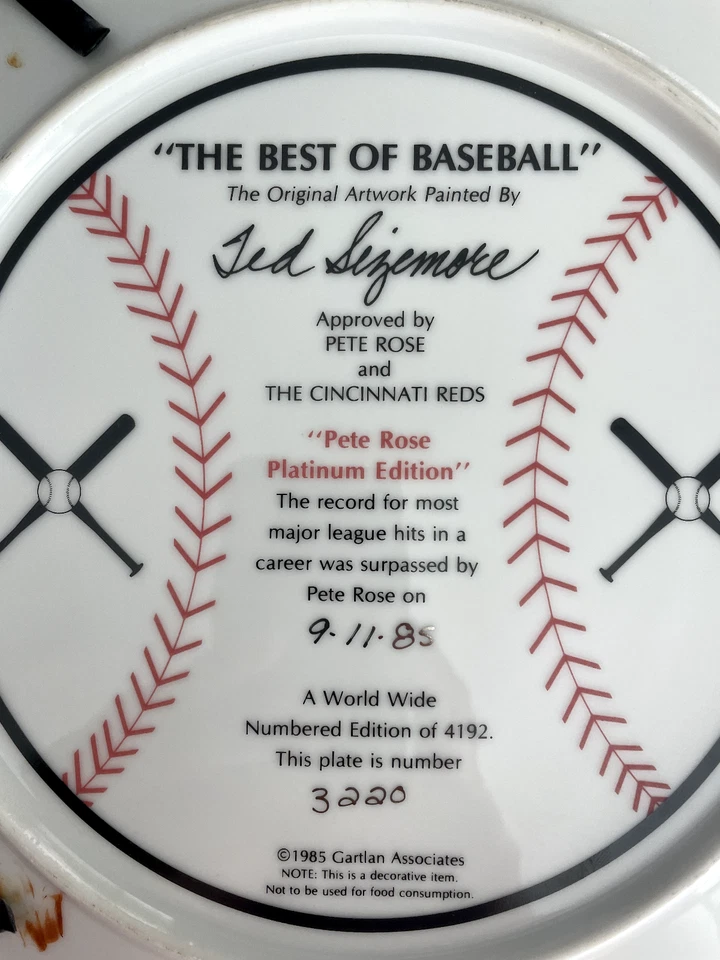 “THE BEST OF BASEBALL”
The Original Artwork Painted By
Ted Sizemore
Approved by
PETE ROSE
and
THE CINCINNATI REDS
“Pete Rose
Platinum Edition”
The record for most
major league hits in a
career was surpassed by
Pete Rose on
9-11-85
A World Wide
Numbered Edition of 4192.
This plate is number
3220
©1985 Gartlan Associates
NOTE: This is a decorative item.
Not to be used for food consumption.